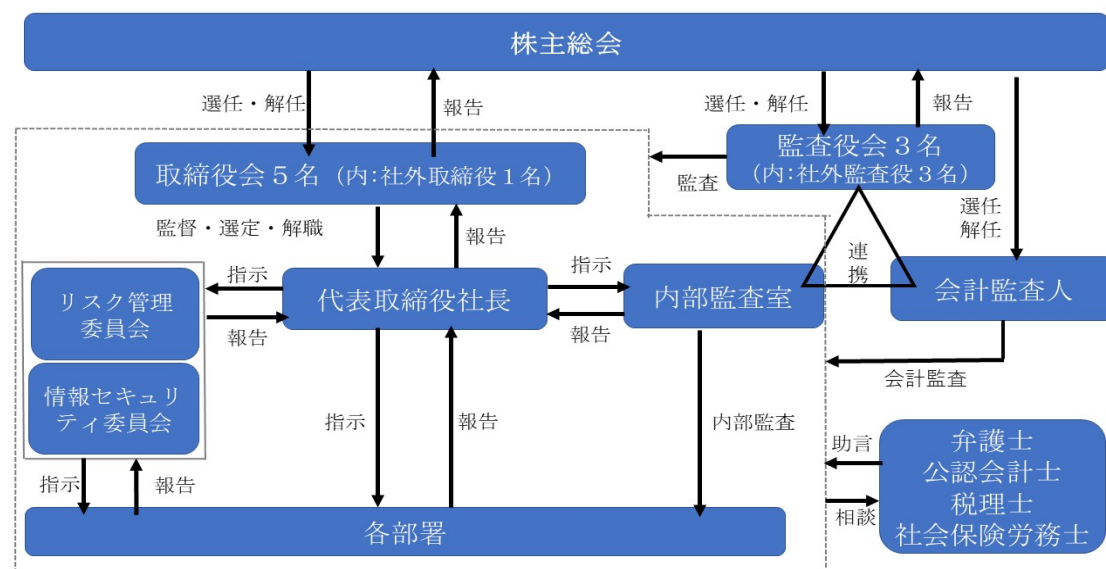 株主総会
選任・解任
報告
選任・解任
報告
監査役会３名
(内:社外監査役３名)
取締役会５名 (内:社外取締役１名)
監査
選任
解任
監督・選定・解職
報告
連
携
指示
指示
リスク管理
委員会
代表取締役社長
内部監査室
会計監査人
報告
報告
会計監査
情報セキュリ
ティ委員会
指示
報告
内部監査
助言
弁護士
公認会計士
税理士
社会保険労務士
相談
指示
報告
各部署